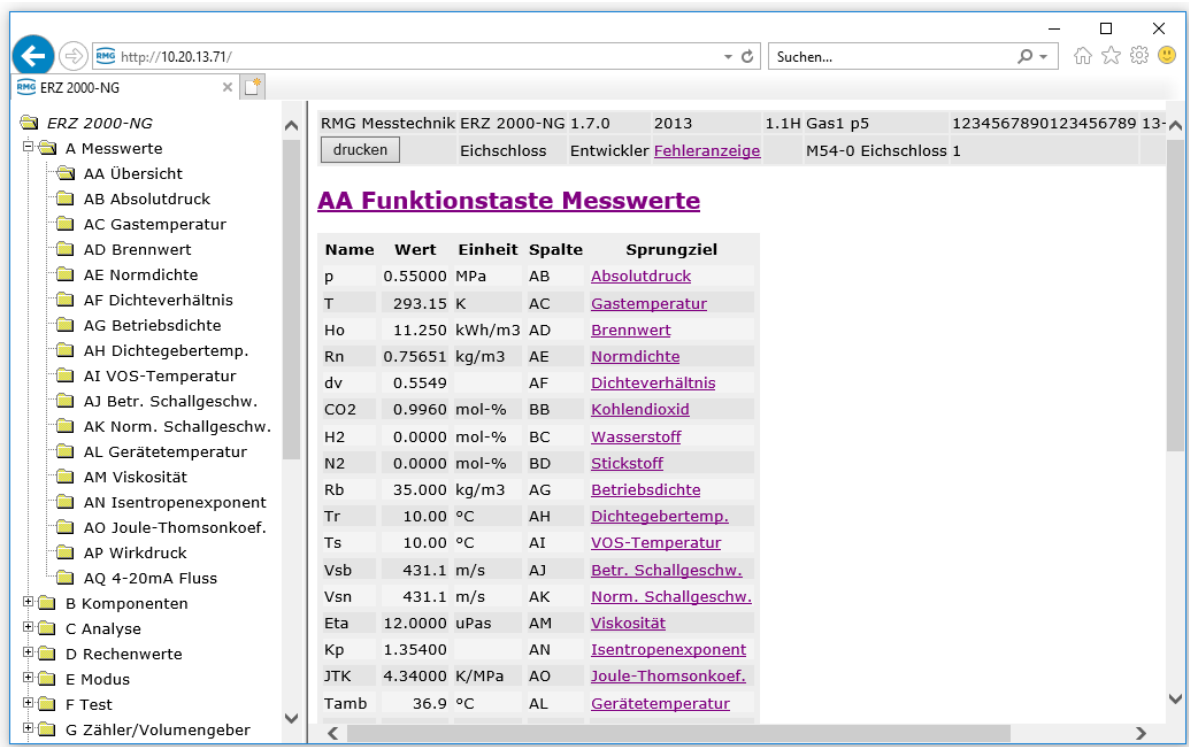 RMG http://10.20.13.71/ Suchen...
RMG ERZ 2000-NG
ERZ 2000-NG
A Messwerte
AA Übersicht
AB Absolutdruck
AC Gastemperatur
AD Brennwert
AE Normdichte
AF Dichteverhältnis
AG Betriebsdichte
AH Dichtegebertemp.
AI VOS-Temperatur
AJ Betr. Schallgeschw.
AK Norm. Schallgeschw.
AL Gerätetemperatur
AM Viskosität
AN Isentropenexponent
AO Joule-Thomsonkoef.
AP Wirkdruck
AQ 4-20mA Fluss
B Komponenten
C Analyse
D Rechenwerte
E Modus
F Test
G Zähler/Volumengeber
RMG Messtechnik ERZ 2000-NG 1.7.0 2013 1.1H Gas1 p5 1234567890123456789 13-
drucken Eichschloss Entwickler Fehleranzeige M54-0 Eichschloss 1
AA Funktionstaste Messwerte
Name Wert Einheit Spalte Sprungziel
p 0.55000 MPa AB Absolutdruck
T 293.15 K AC Gastemperatur
Ho 11.250 kWh/m3 AD Brennwert
Rn 0.75651 kg/m3 AE Normdichte
dv 0.5549 AF Dichteverhältnis
CO2 0.9960 mol-% BB Kohlendioxid
H2 0.0000 mol-% BC Wasserstoff
N2 0.0000 mol-% BD Stickstoff
Rb 35.000 kg/m3 AG Betriebsdichte
Tr 10.00 °C AH Dichtegebertemp.
Ts 10.00 °C AI VOS-Temperatur
Vsb 431.1 m/s AJ Betr. Schallgeschw.
Vsn 431.1 m/s AK Norm. Schallgeschw.
Eta 12.0000 uPas AM Viskosität
Kp 1.35400 AN Isentropenexponent
JTK 4.34000 K/MPa AO Joule-Thomsonkoef.
Tamb 36.9 °C AL Gerätetemperatur